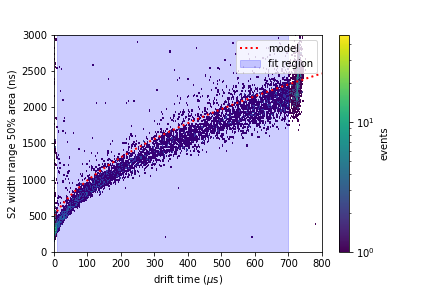 3000
2500
2000
1500
1000
500
0
S2 width range 50% area (ns)
0 100 200 300 400 500 600 700 800
drift time (μs)
model
fit region
10¹
10⁰
events